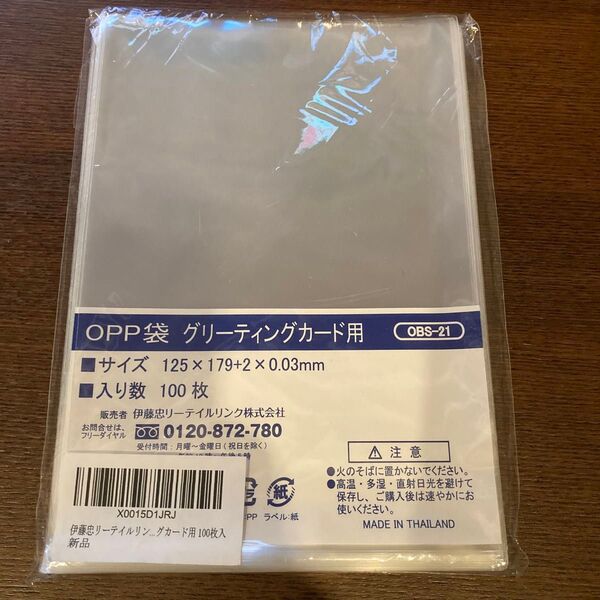 OPP袋 グリーティングカード用 OBS-21
■サイズ 125×179+2×0.03mm
■入り数 100枚
販売者 伊藤忠リーテイルリンク株式会社
お問合せは、
フリーダイヤル 0120-872-780
受付時間：月曜～金曜日（祝日を除く）
⚠ 注意
●火のそばに置かないでください。
●高温・多湿・直射日光を避けて
保存し、ご購入後は速やかにお
使いください。
紙
PP ラベル:紙
MADE IN THAILAND
X0015D1JRJ
伊藤忠リーテイルリン...グカード用 100枚入
新品